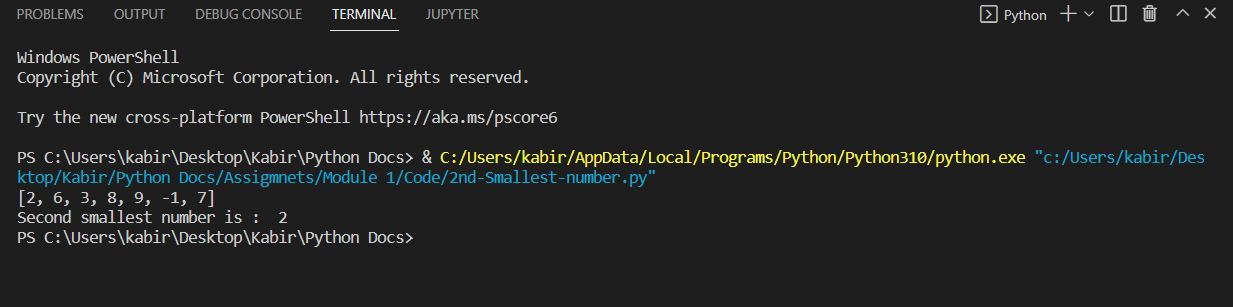 PROBLEMS OUTPUT DEBUG CONSOLE TERMINAL JUPYTER Python
Windows PowerShell
Copyright (C) Microsoft Corporation. All rights reserved.
Try the new cross-platform PowerShell https://aka.ms/pscore6
PS C:\Users\kabir\Desktop\Kabir\Python Docs> & C:/Users/kabir/AppData/Local/Programs/Python/Python310/python.exe "c:/Users/kabir/Des
ktop/Kabir/Python Docs/Assigmnets/Module 1/Code/2nd-Smallest-number.py"
[2, 6, 3, 8, 9, -1, 7]
Second smallest number is :  2
PS C:\Users\kabir\Desktop\Kabir\Python Docs>